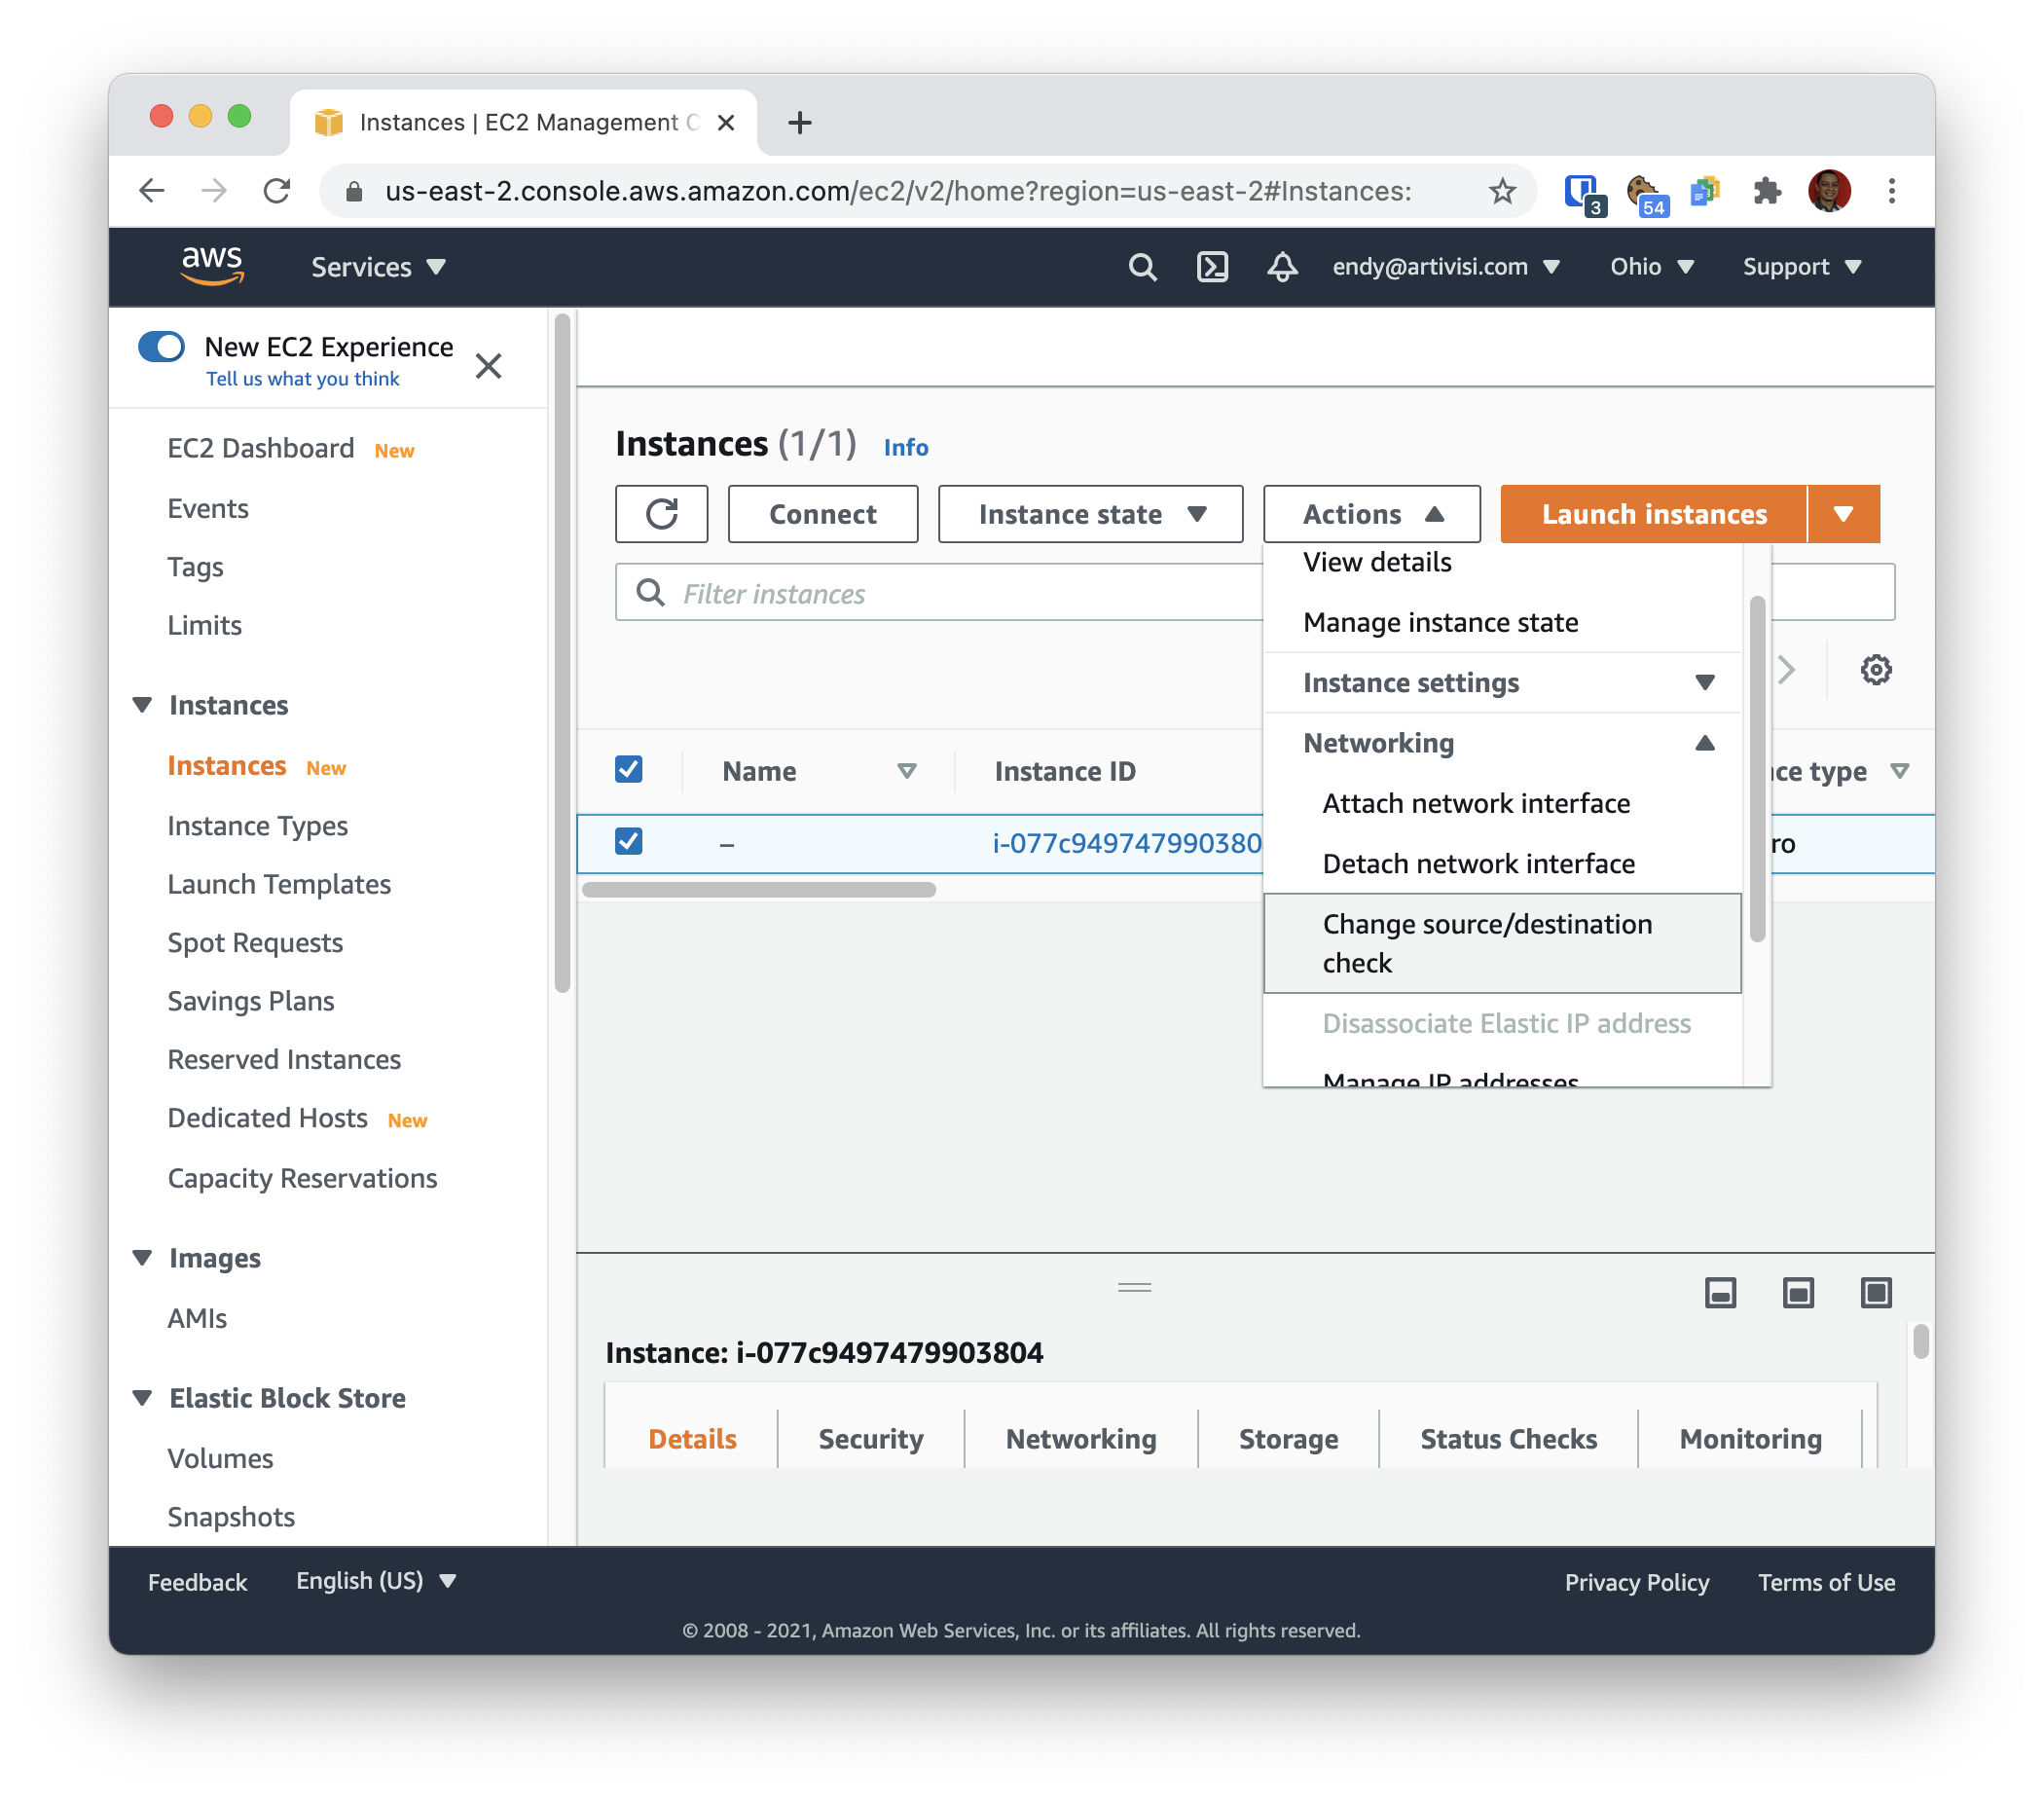 Instances | EC2 Management C
us-east-2.console.aws.amazon.com/ec2/v2/home?region=us-east-2#Instances:
3
54
aws
Services
endy@artivisi.com
Ohio
Support
New EC2 Experience
Tell us what you think
EC2 Dashboard New
Events
Tags
Limits
Instances
Instances New
Instance Types
Launch Templates
Spot Requests
Savings Plans
Reserved Instances
Dedicated Hosts New
Capacity Reservations
Images
AMIs
Elastic Block Store
Volumes
Snapshots
Instances (1/1) Info
Connect
Instance state
Actions
Launch instances
Filter instances
View details
Manage instance state
Instance settings
Networking
Attach network interface
Detach network interface
Change source/destination
check
Disassociate Elastic IP address
Manage IP addresses
Name
Instance ID
ce type
–
i-077c949747990380
ro
Instance: i-077c9497479903804
Details
Security
Networking
Storage
Status Checks
Monitoring
Feedback
English (US)
Privacy Policy
Terms of Use
© 2008 - 2021, Amazon Web Services, Inc. or its affiliates. All rights reserved.